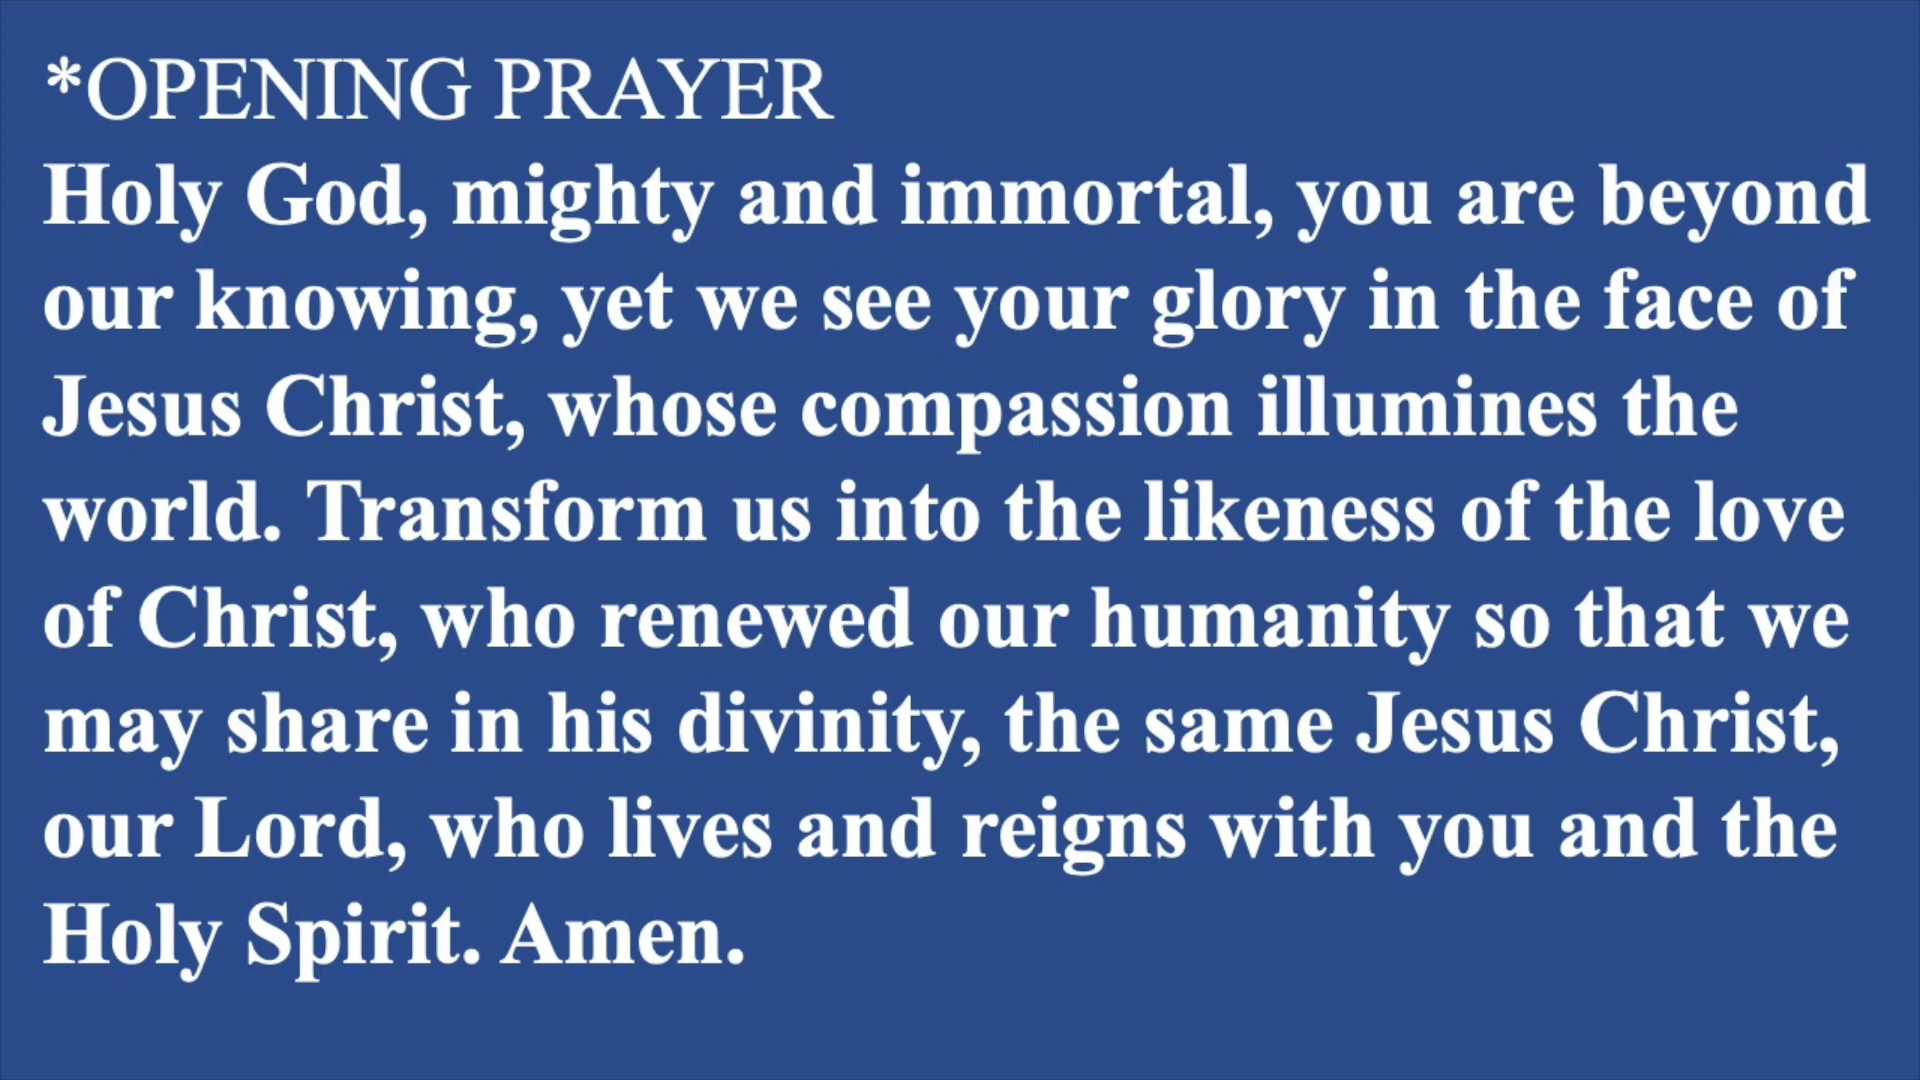 *OPENING PRAYER
Holy God, mighty and immortal, you are beyond
our knowing, yet we see your glory in the face of
Jesus Christ, whose compassion illumines the
world. Transform us into the likeness of the love
of Christ, who renewed our humanity so that we
may share in his divinity, the same Jesus Christ,
our Lord, who lives and reigns with you and the
Holy Spirit. Amen.